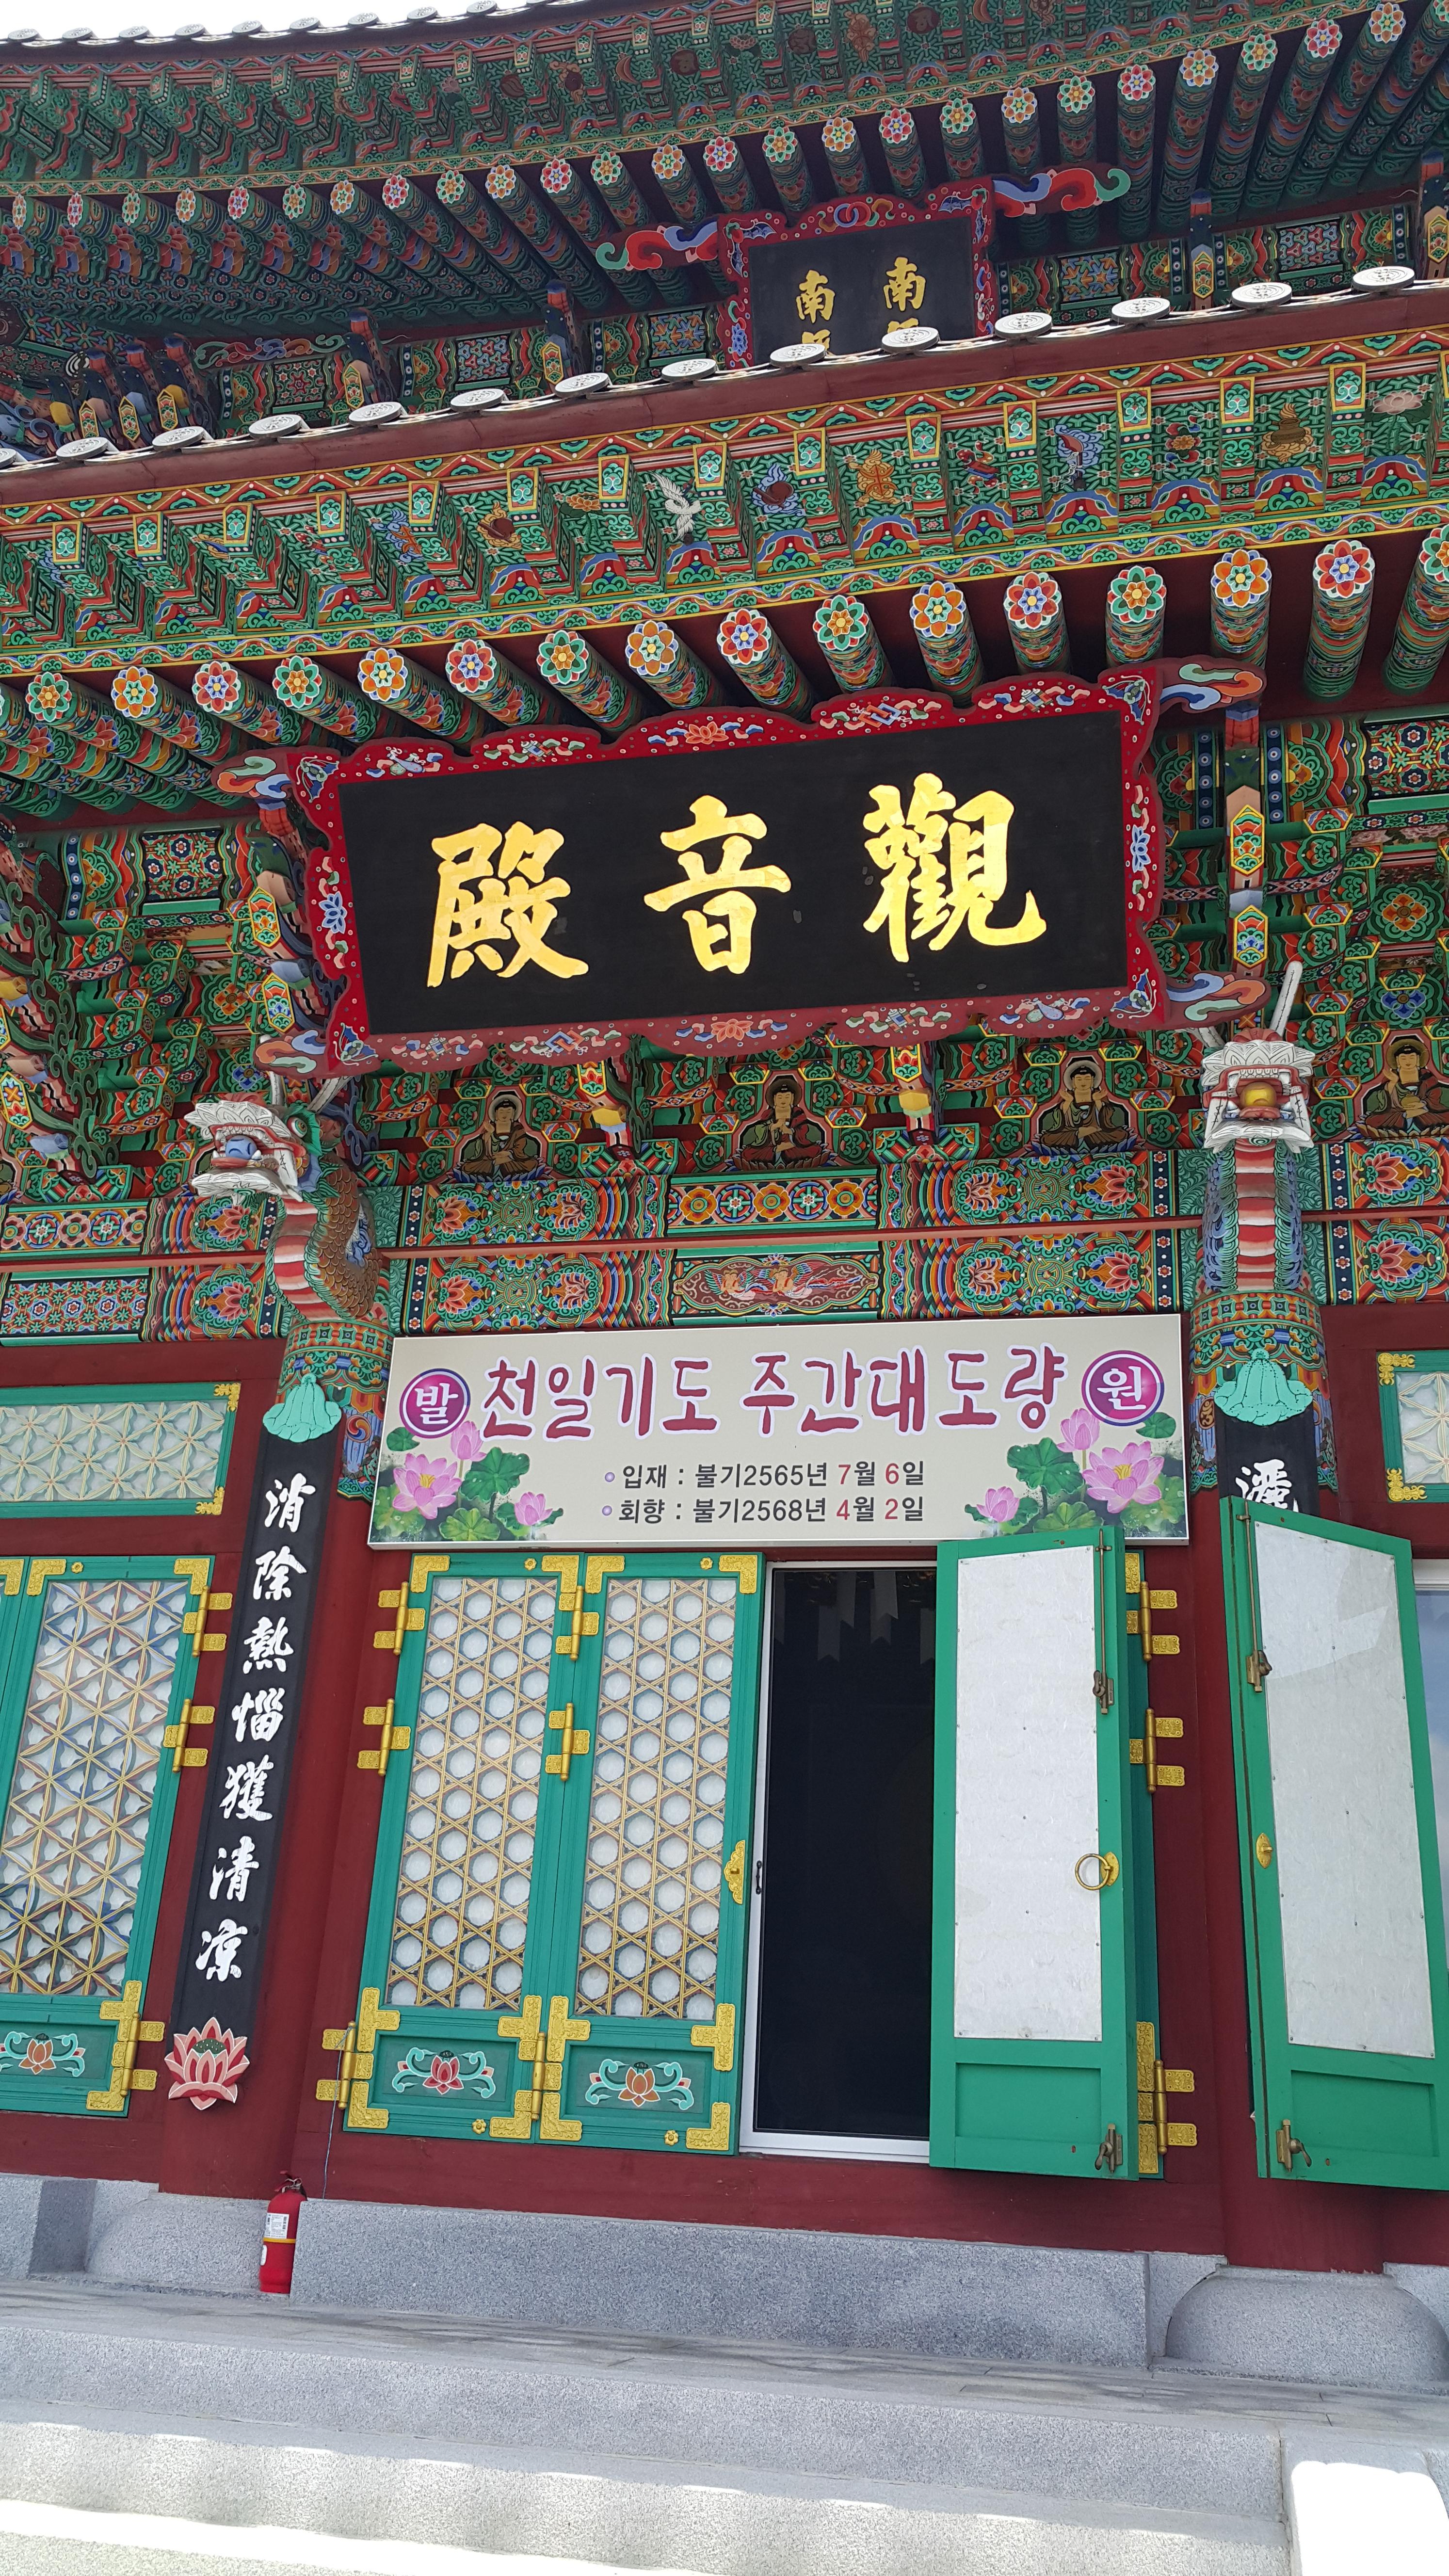 南 南
殿音觀
발 천일기도 주간대도량 원
입재 : 불기2565년 7월 6일
회향 : 불기2568년 4월 2일
消除熱惱獲清凉